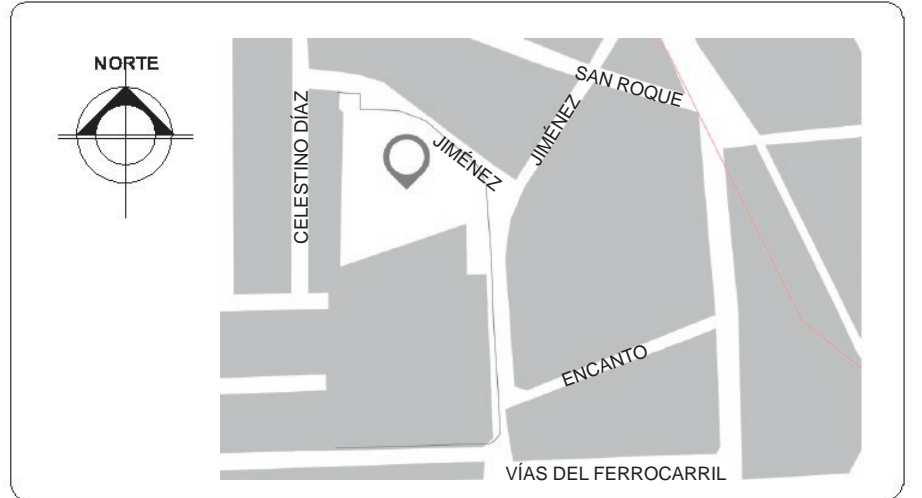 NORTE
SAN ROQUE
CELESTINO DÍAZ
JIMÉNEZ
JIMÉNEZ
ENCANTO
VÍAS DEL FERROCARRIL